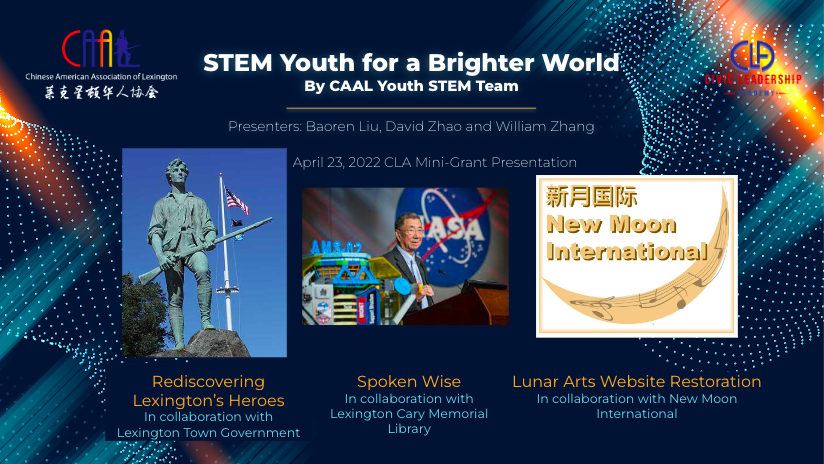 CAAL
Chinese American Association of Lexington
莱克星顿华人协会
STEM Youth for a Brighter World
By CAAL Youth STEM Team
CLA
CIVIC LEADERSHIP
ACADEMY
Presenters: Baoren Liu, David Zhao and William Zhang
April 23, 2022 CLA Mini-Grant Presentation
AMS-02
ASA
新月国际
New Moon
International
Rediscovering
Lexington's Heroes
In collaboration with
Lexington Town Government
Spoken Wise
In collaboration with
Lexington Cary Memorial
Library
Lunar Arts Website Restoration
In collaboration with New Moon
International